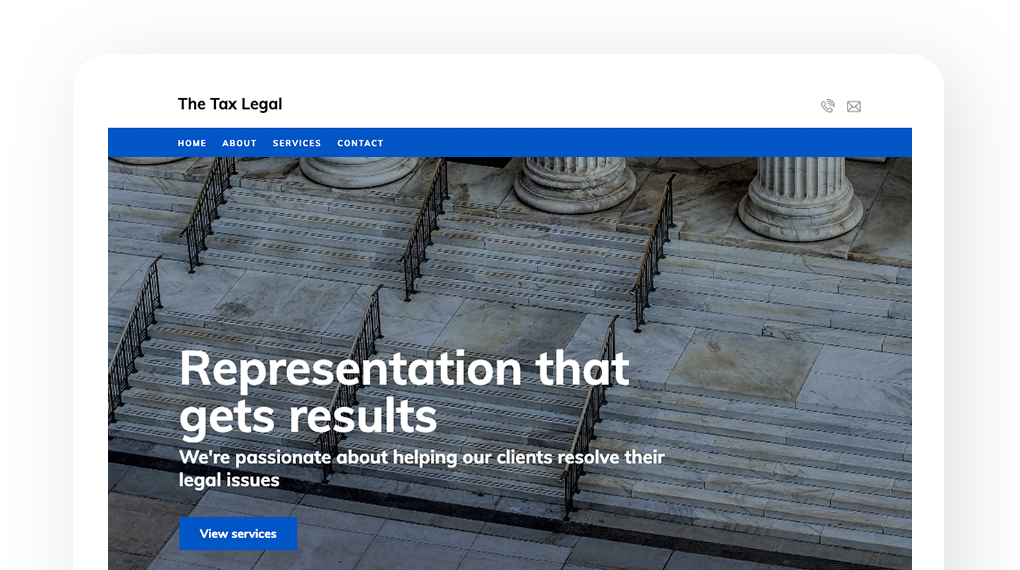 The Tax Legal
HOME ABOUT SERVICES CONTACT
Representation that
gets results
We're passionate about helping our clients resolve their
legal issues
View services